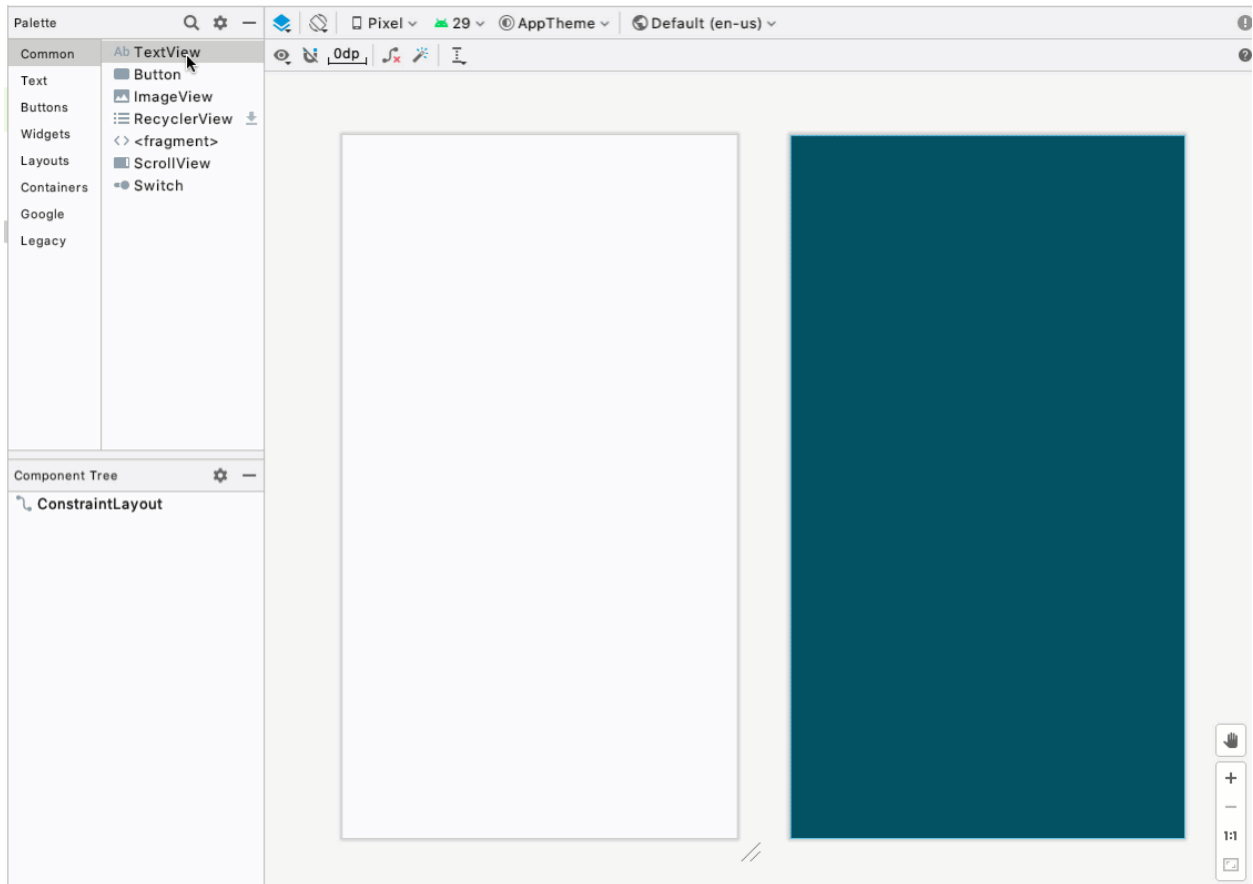 Palette
Pixel 29 AppTheme Default (en-us)
Common
Text
Buttons
Widgets
Layouts
Containers
Google
Legacy
Ab TextView
Button
ImageView
RecyclerView
<fragment>
ScrollView
Switch
0dp
Component Tree
ConstraintLayout
1:1